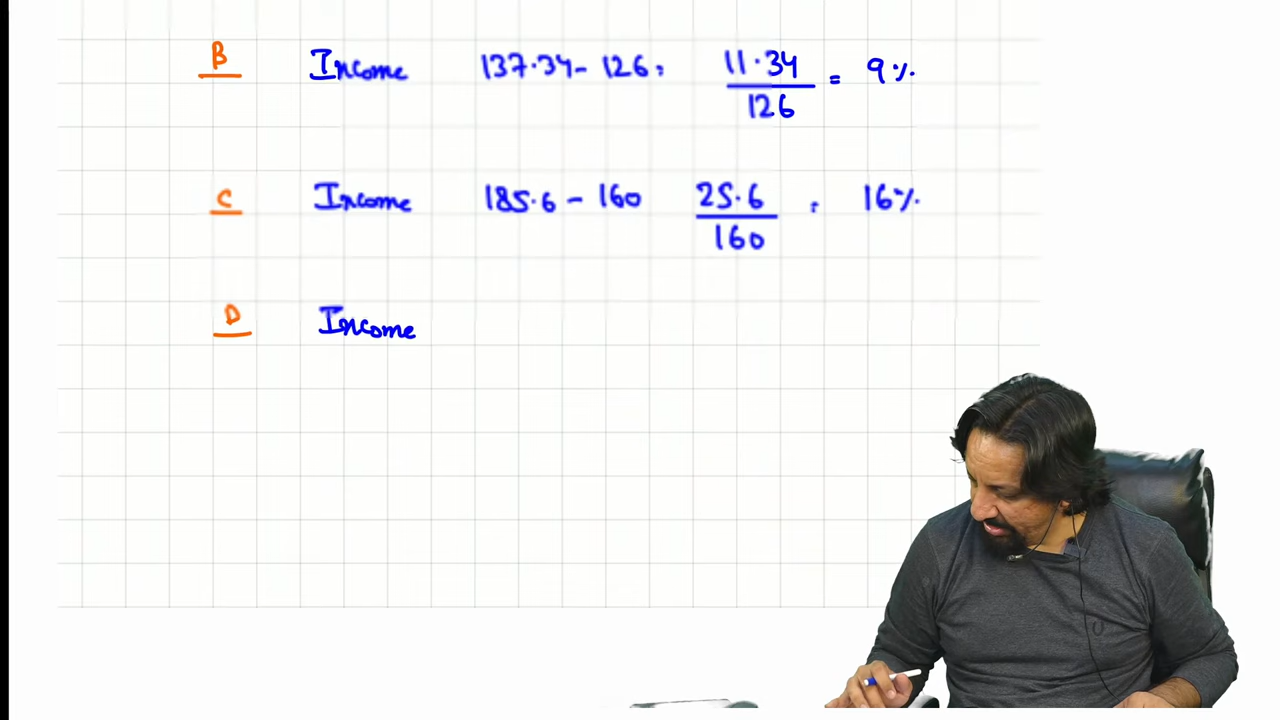 B Income 137.34 - 126 = 11.34/126 = 9%
C Income 185.6 - 160 25.6/160 = 16%
D Income